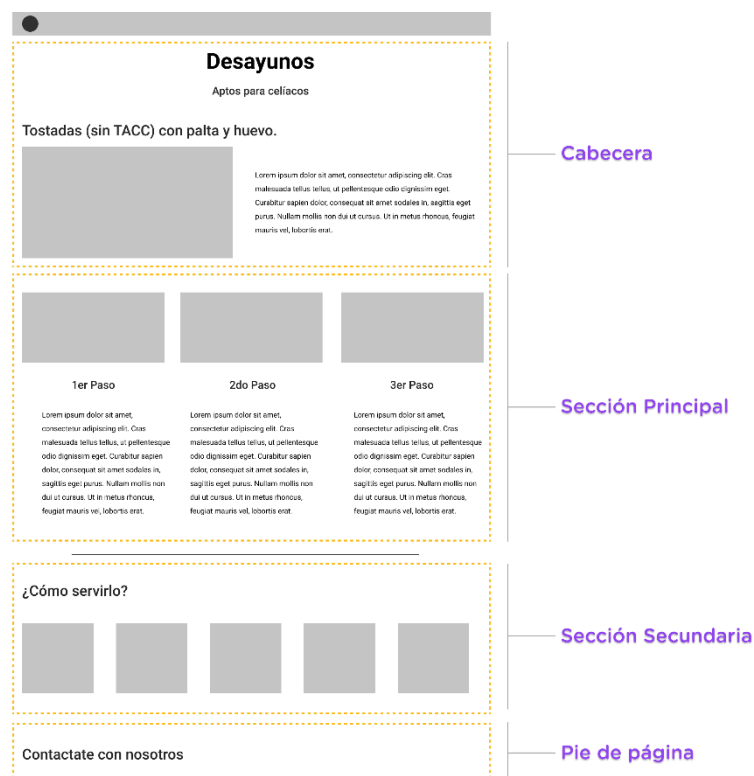 Desayunos
Aptos para celíacos
Tostadas (sin TACC) con palta y huevo.
Lorem ipsum dolor sit amet, consectetur adipiscing elit. Cras
malesuada tellus tellus, ut pellentesque odio dignissim eget.
Curabitur sapien dolor, consequat sit amet sodales in, sagittis eget
purus. Nullam mollis non dui ut cursus. Ut in metus rhoncus, feugiat
mauris vel, lobortis erat.
Cabecera
1er Paso
Lorem ipsum dolor sit amet,
consectetur adipiscing elit. Cras
malesuada tellus tellus, ut pellentesque
odio dignissim eget. Curabitur sapien
dolor, consequat sit amet sodales in,
sagittis eget purus. Nullam mollis non
dui ut cursus. Ut in metus rhoncus,
feugiat mauris vel, lobortis erat.
2do Paso
Lorem ipsum dolor sit amet,
consectetur adipiscing elit. Cras
malesuada tellus tellus, ut pellentesque
odio dignissim eget. Curabitur sapien
dolor, consequat sit amet sodales in,
sagittis eget purus. Nullam mollis non
dui ut cursus. Ut in metus rhoncus,
feugiat mauris vel, lobortis erat.
3er Paso
Lorem ipsum dolor sit amet,
consectetur adipiscing elit. Cras
malesuada tellus tellus, ut pellentesque
odio dignissim eget. Curabitur sapien
dolor, consequat sit amet sodales in,
sagittis eget purus. Nullam mollis non
dui ut cursus. Ut in metus rhoncus,
feugiat mauris vel, lobortis erat.
Sección Principal
¿Cómo servirlo?
Sección Secundaria
Contactate con nosotros
Pie de página